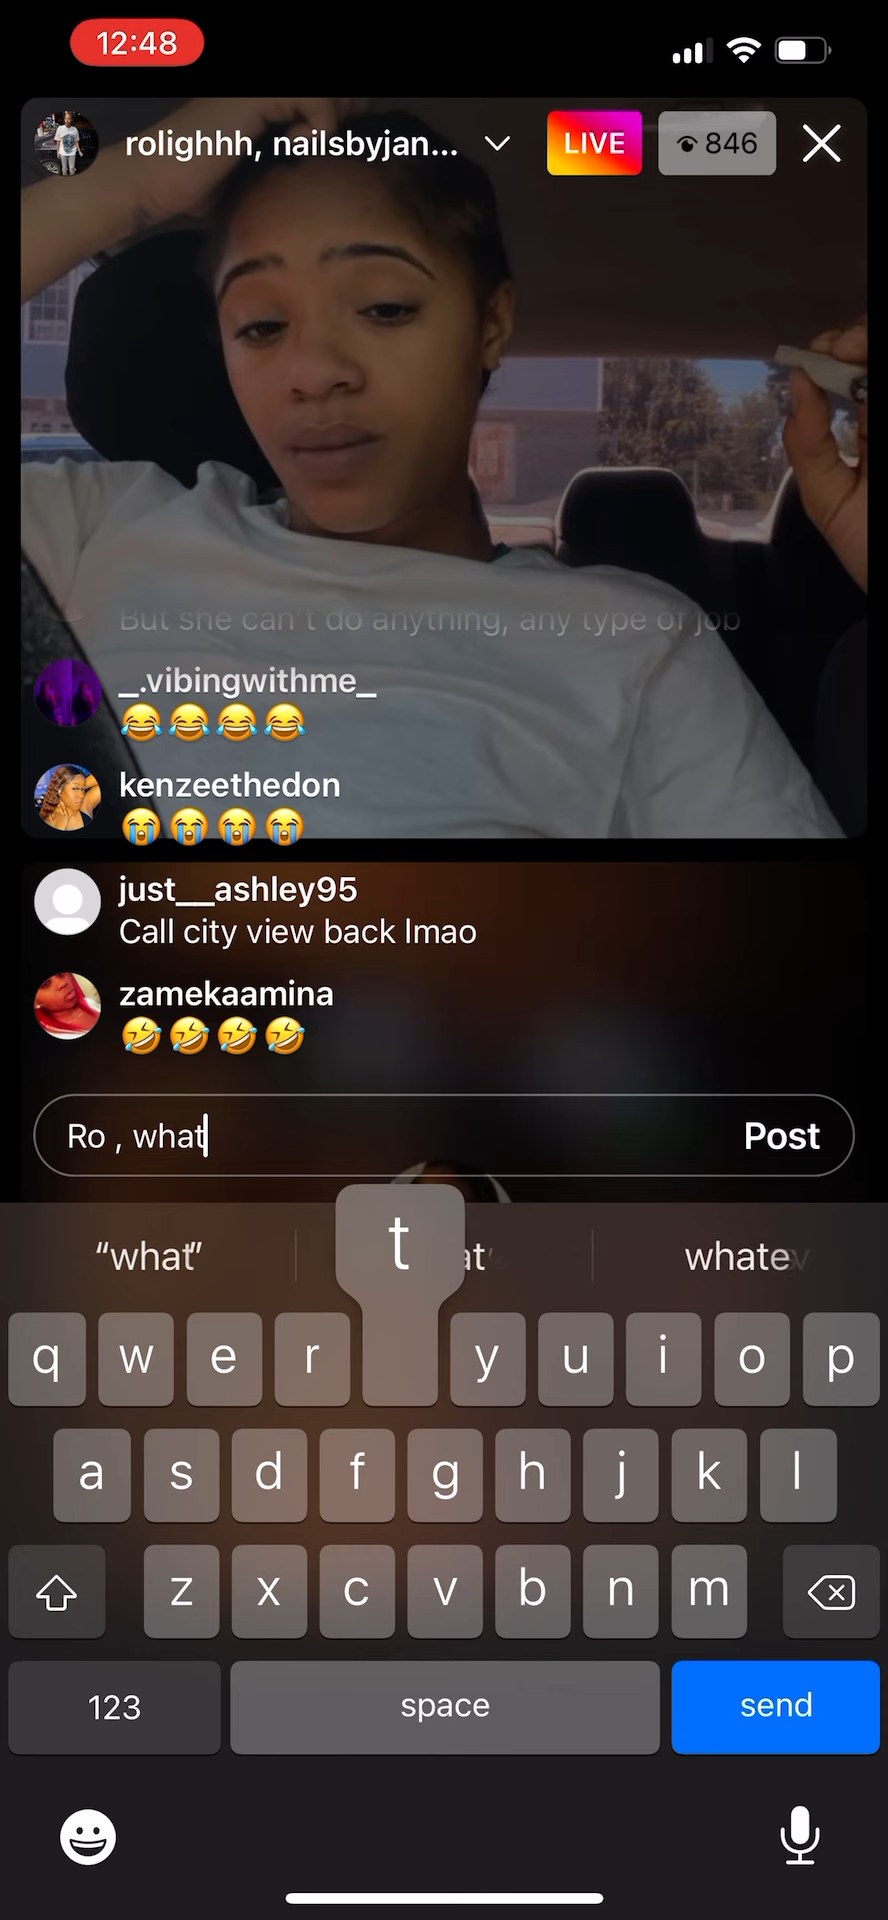 12:48
rolighhh, nailsbyjan...
LIVE
846
But she can't do anything, any type of job
_.vibingwithme_
😂😂😂😂
kenzeethedon
😭😭😭😭
just__ashley95
Call city view back lmao
zamekaamina
🤣🤣🤣🤣
Ro , what
Post
“what”
whatev
t
q w e r y u i o p
a s d f g h j k l
z x c v b n m
123
space
send